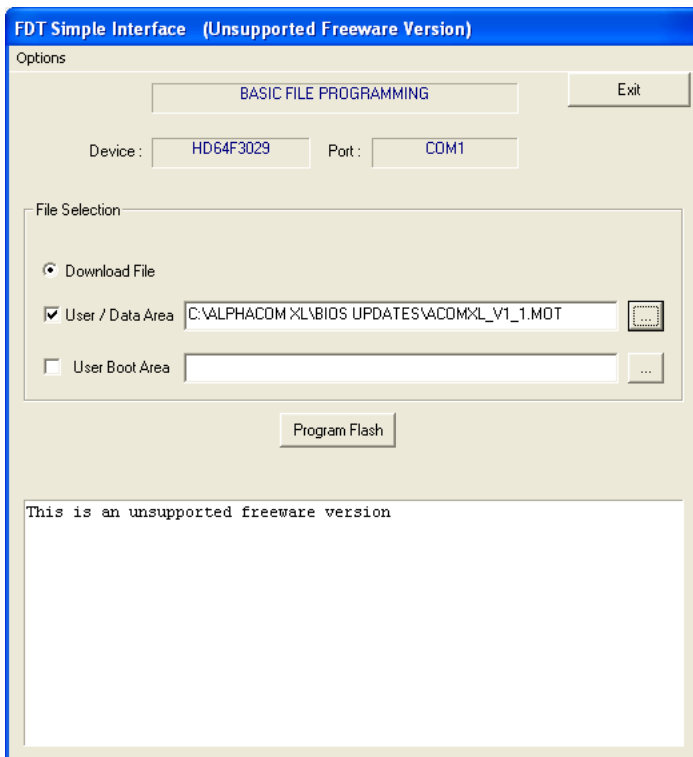 FDT Simple Interface (Unsupported Freeware Version)
Options
BASIC FILE PROGRAMMING
Exit
Device : HD64F3029 Port : COM1
File Selection
Download File
User / Data Area C:\ALPHACOM XL\BIOS UPDATES\ACOMXL_V1_1.MOT ...
User Boot Area ...
Program Flash
This is an unsupported freeware version